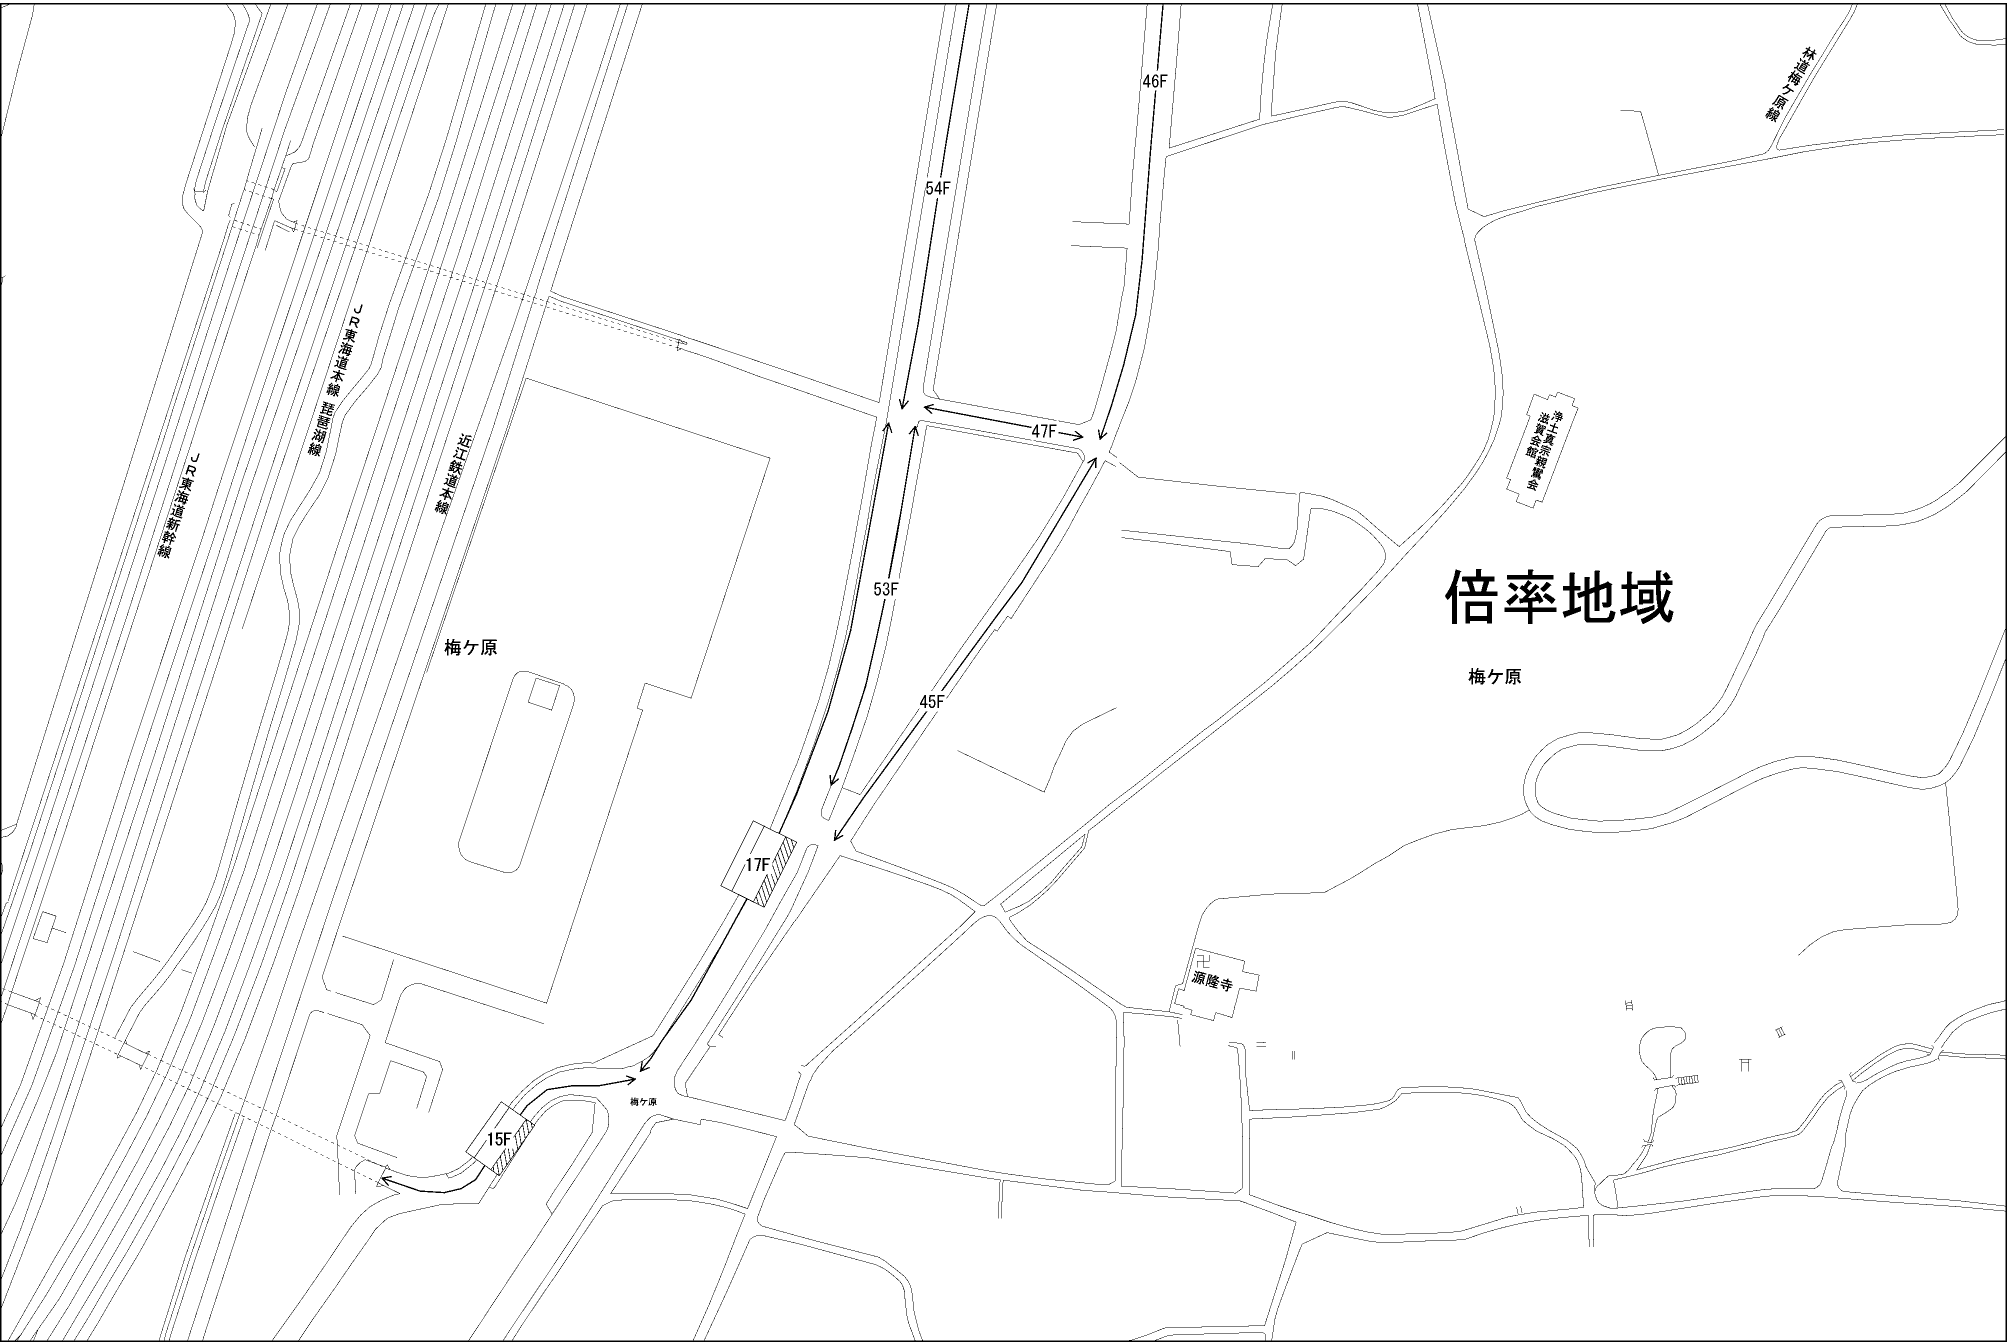 46F
林道梅ケ原線
54F
JR東海道本線 琵琶湖線
浄土真宗親鸞会
滋賀会館
47F
近江鉄道本線
JR東海道新幹線
倍率地域
53F
梅ケ原
梅ケ原
45F
17F
卍
源隆寺
梅ケ原
15F